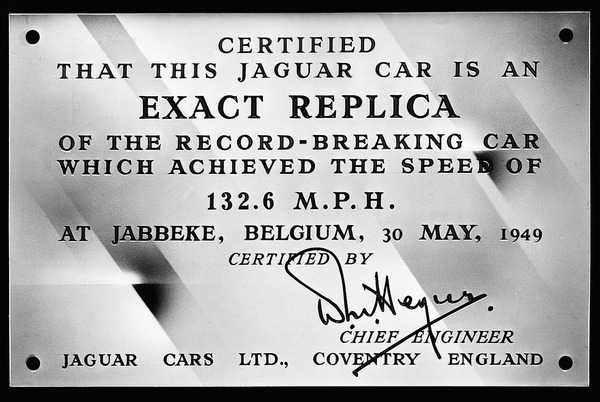 CERTIFIED
THAT THIS JAGUAR CAR IS AN
EXACT REPLICA
OF THE RECORD-BREAKING CAR
WHICH ACHIEVED THE SPEED OF
132.6 M.P.H.
AT JABBEKE, BELGIUM, 30 MAY, 1949
CERTIFIED BY
CHIEF ENGINEER
JAGUAR CARS LTD., COVENTRY ENGLAND